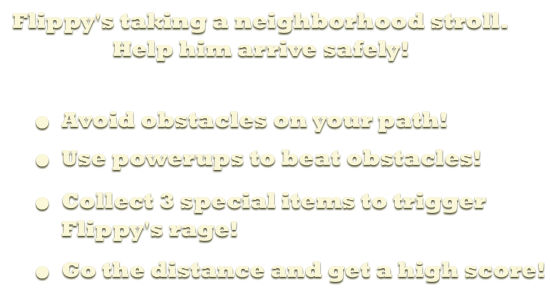 Flippy's taking a neighborhood stroll.
Help him arrive safely!
• Avoid obstacles on your path!
• Use powerups to beat obstacles!
• Collect 3 special items to trigger
Flippy's rage!
• Go the distance and get a high score!